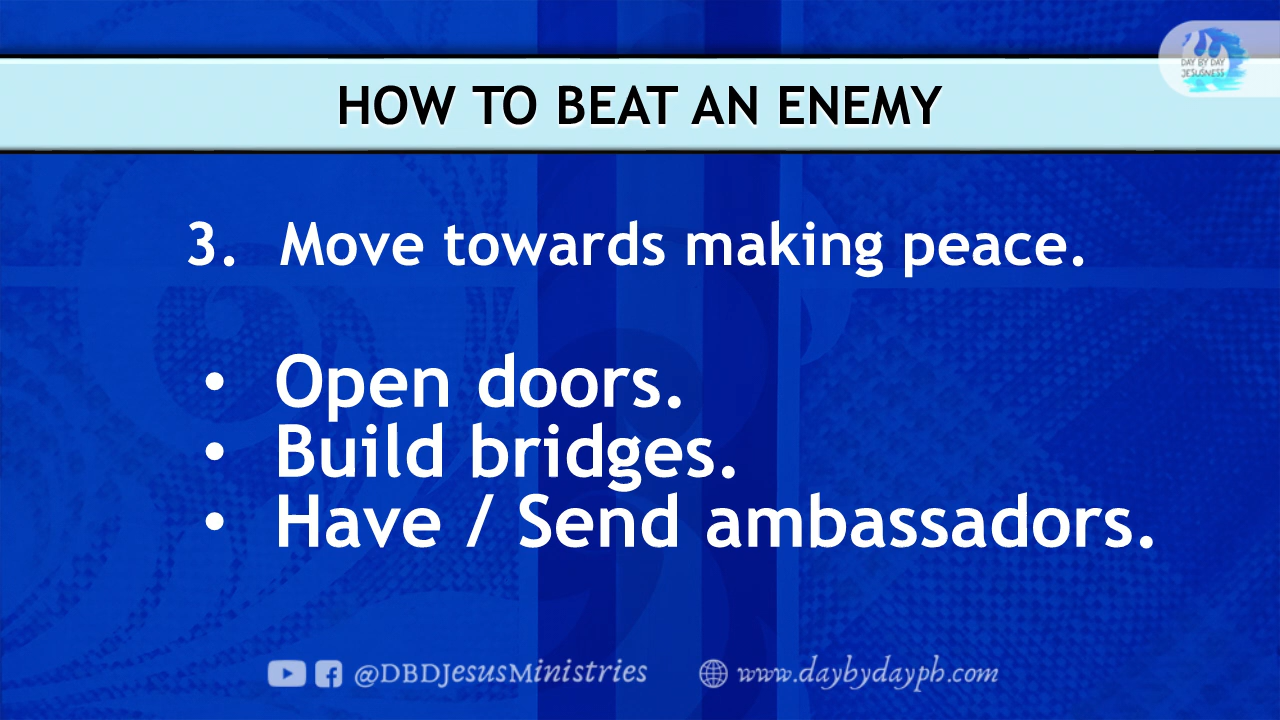 DAY BY DAY
JESUSNESS
HOW TO BEAT AN ENEMY
3. Move towards making peace.
• Open doors.
• Build bridges.
• Have / Send ambassadors.
@DBDJesusMinistries www.daybydayph.com